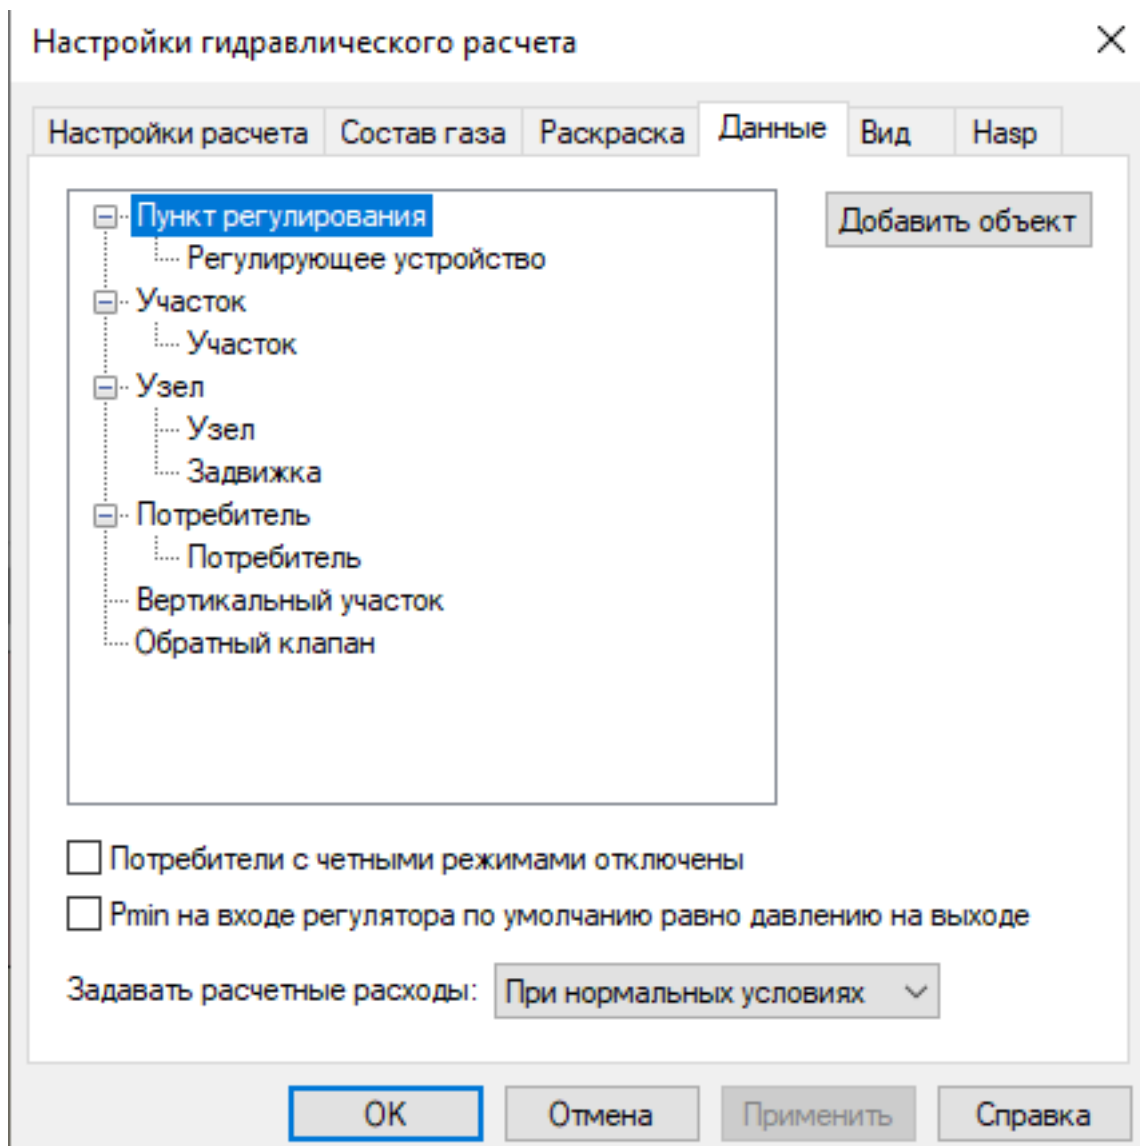 Настройки гидравлического расчета
Настройки расчета Состав газа Раскраска Данные Вид Hasp
Пункт регулирования
Добавить объект
Регулирующее устройство
Участок
Участок
Узел
Узел
Задвижка
Потребитель
Потребитель
Вертикальный участок
Обратный клапан
Потребители с четными режимами отключены
Pmin на входе регулятора по умолчанию равно давлению на выходе
Задавать расчетные расходы: При нормальных условиях
OK Отмена Применить Справка